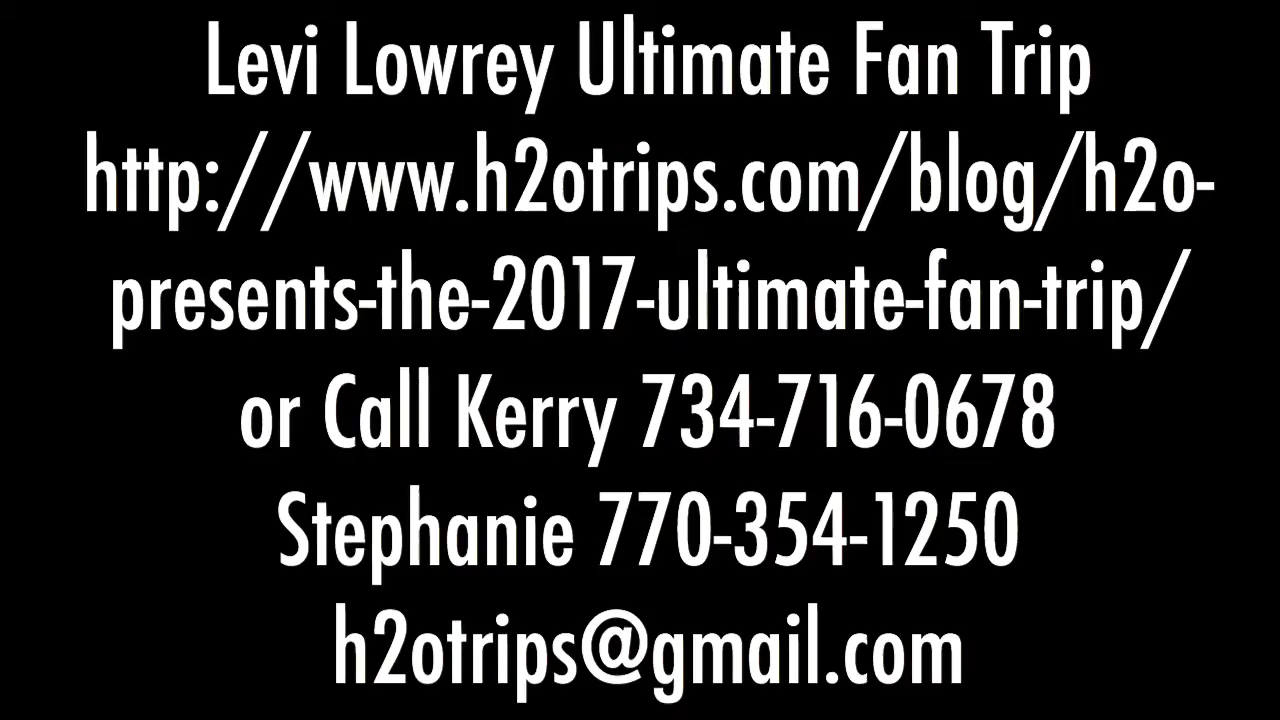 Levi Lowrey Ultimate Fan Trip
http://www.h2otrips.com/blog/h2o-
presents-the-2017-ultimate-fan-trip/
or Call Kerry 734-716-0678
Stephanie 770-354-1250
h2otrips@gmail.com